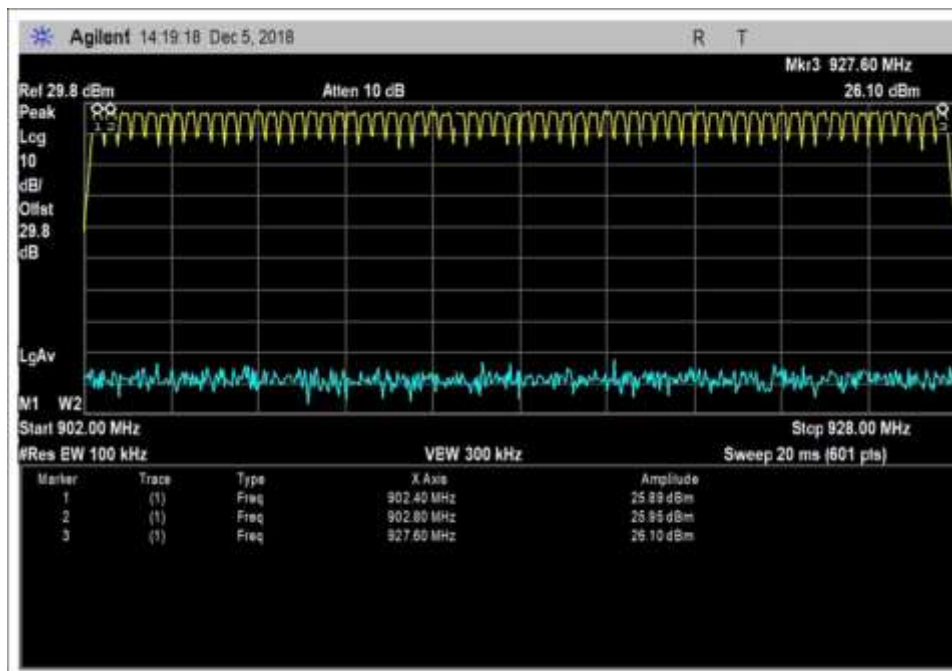 Agilent 14:19:18 Dec 5, 2018 R T
Mkr3 927.60 MHz
Ref 29.8 dBm Atten 10 dB 26.10 dBm
Peak
Log
10
dB/
Offst
29.8
dB
1 2 3
LgAv
M1 W2
Start 902.00 MHz Stop 928.00 MHz
#Res BW 100 kHz VBW 300 kHz Sweep 20 ms (601 pts)
Marker Trace Type X Axis Amplitude
1 (1) Freq 902.40 MHz 25.89 dBm
2 (1) Freq 902.80 MHz 25.95 dBm
3 (1) Freq 927.60 MHz 26.10 dBm